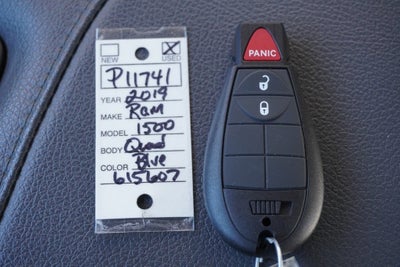 NEW USED
P11741
YEAR 2019
MAKE Ram
MODEL 1500
BODY Quad
COLOR Blue
615607
PANIC